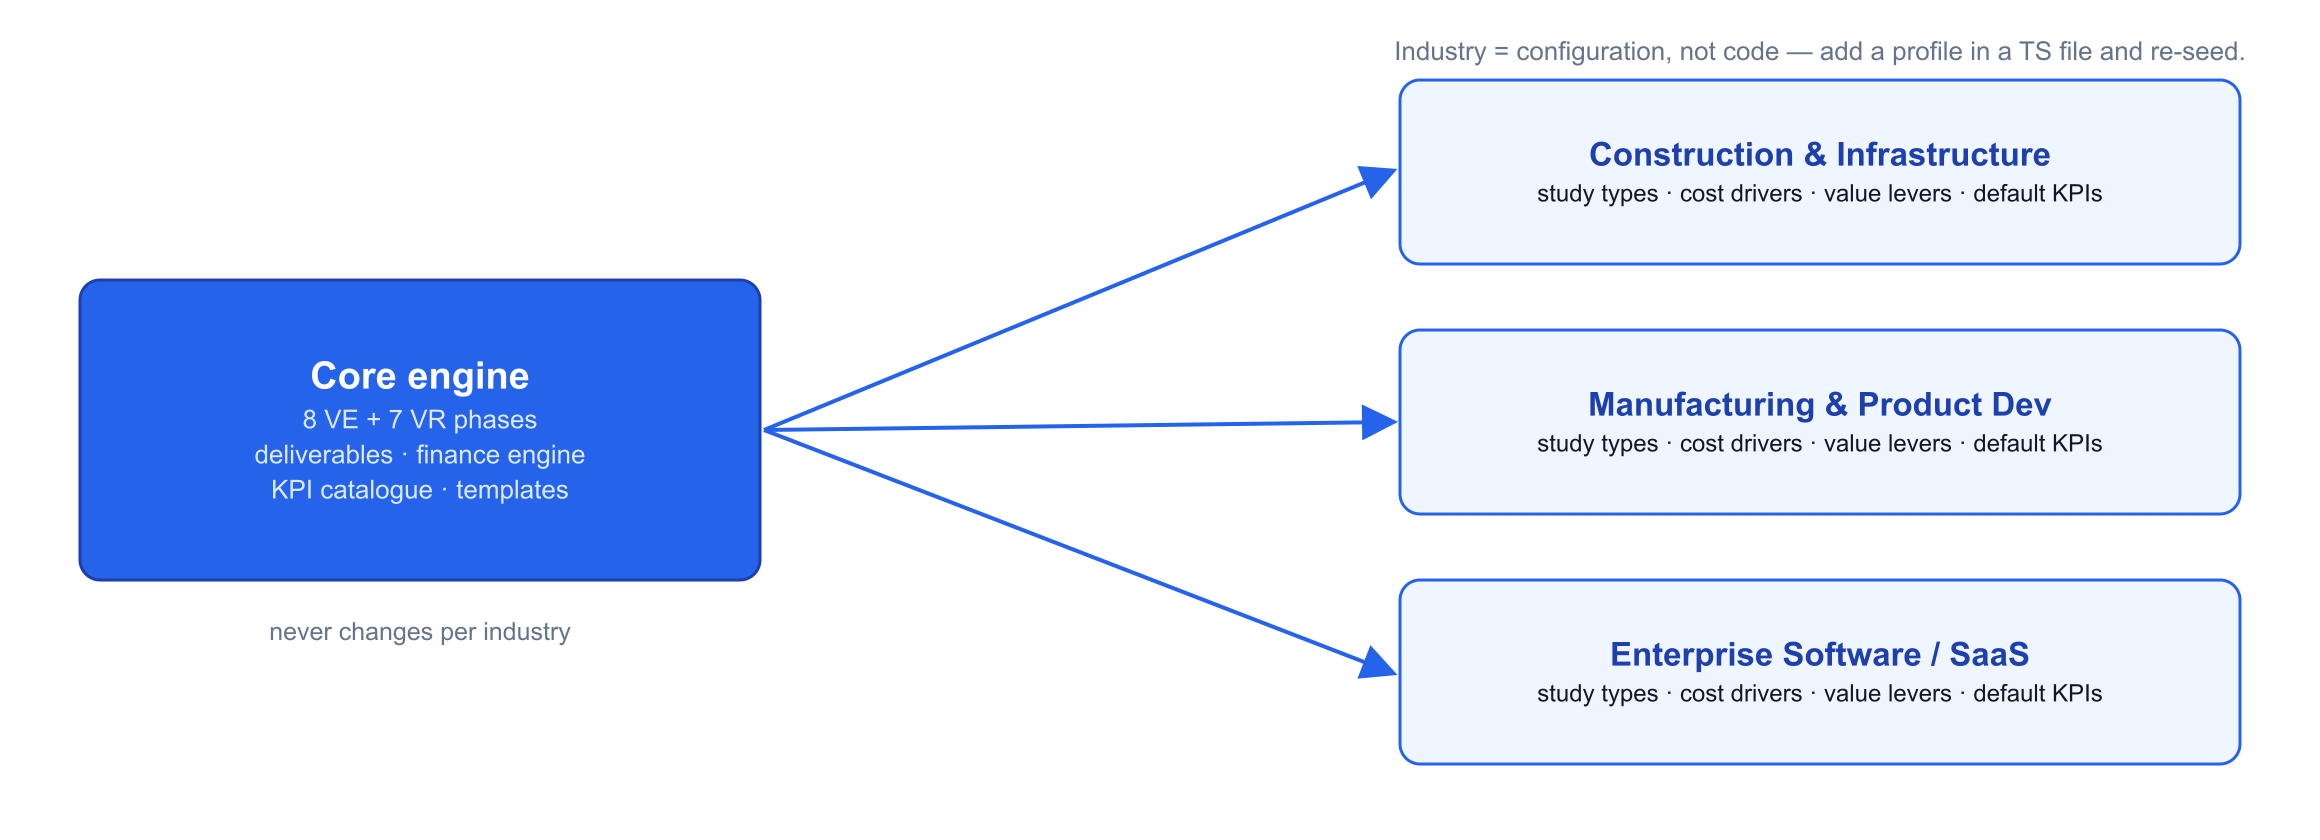 Industry = configuration, not code — add a profile in a TS file and re-seed.
Construction & Infrastructure
study types · cost drivers · value levers · default KPIs
Core engine
8 VE + 7 VR phases
deliverables · finance engine
KPI catalogue · templates
never changes per industry
Manufacturing & Product Dev
study types · cost drivers · value levers · default KPIs
Enterprise Software / SaaS
study types · cost drivers · value levers · default KPIs